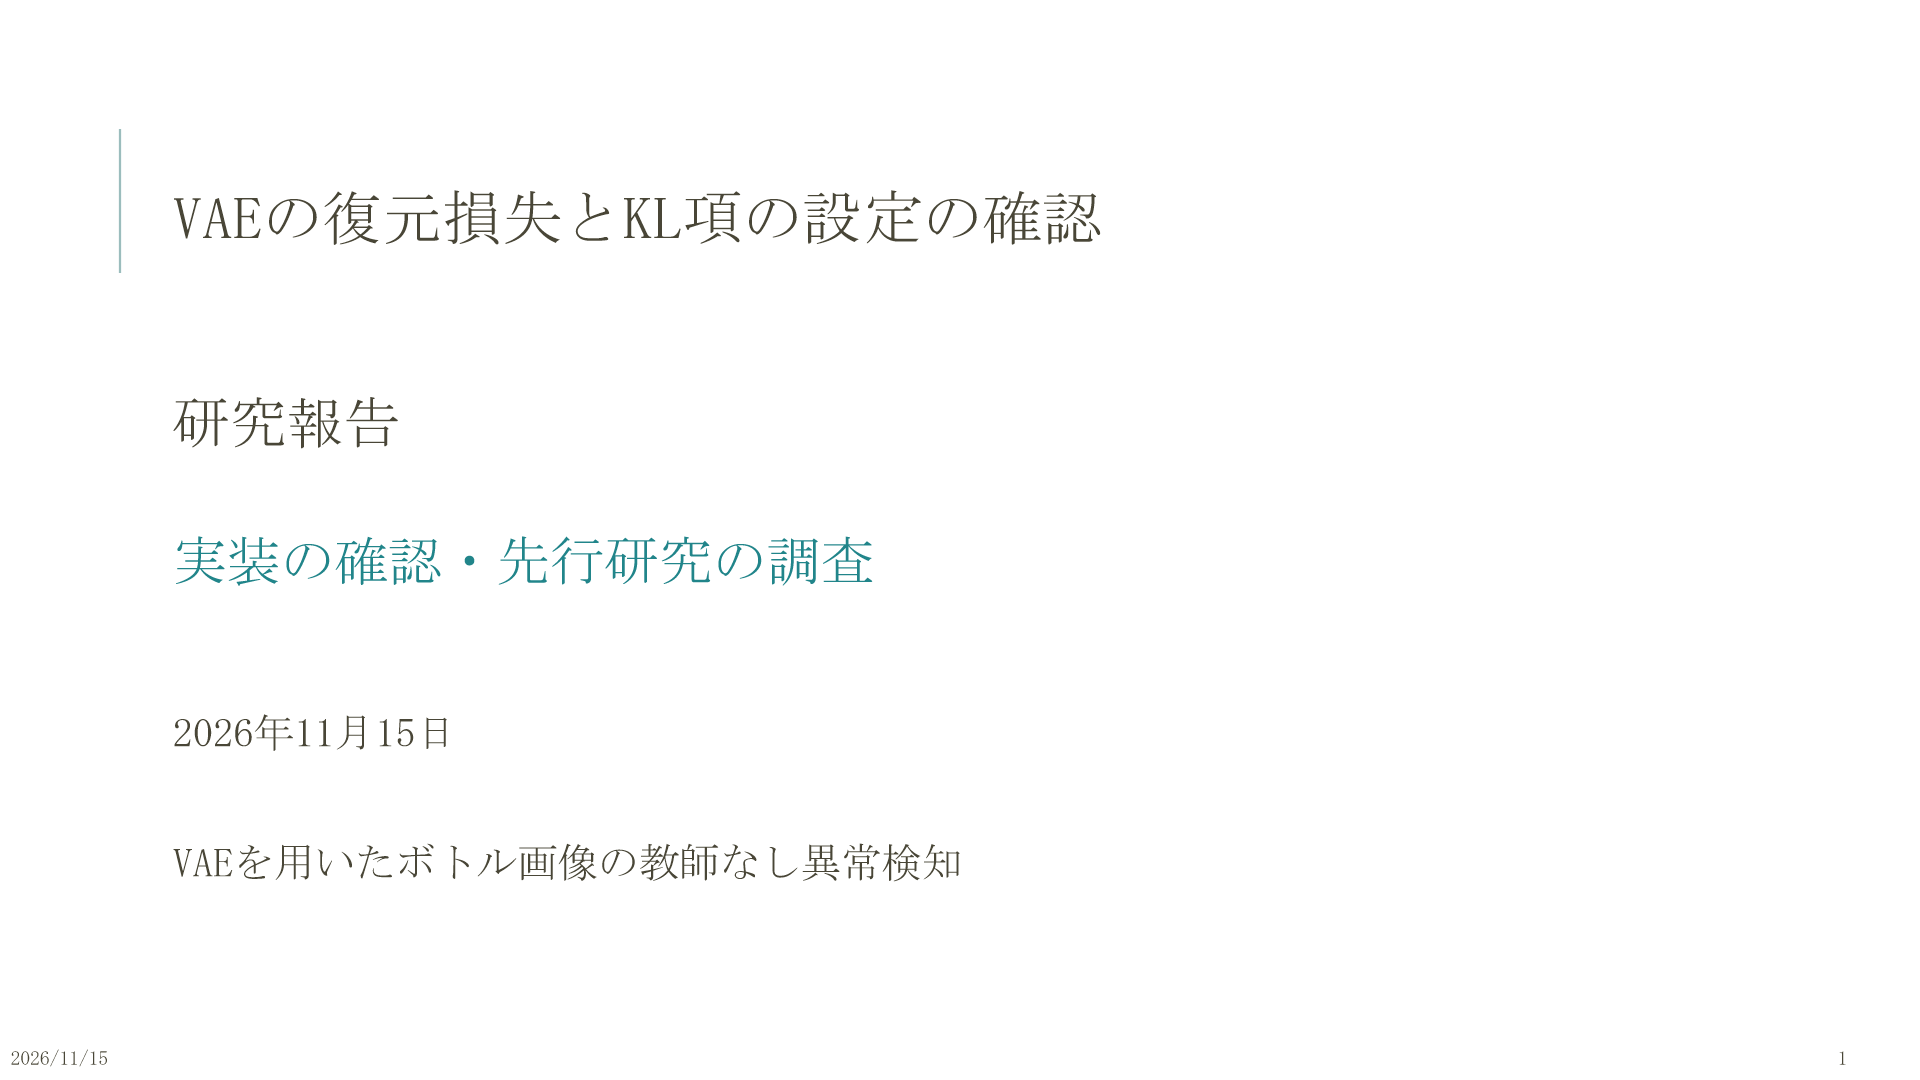 VAEの復元損失とKL項の設定の確認
研究報告
実装の確認・先行研究の調査
2026年11月15日
VAEを用いたボトル画像の教師なし異常検知
2026/11/15
1